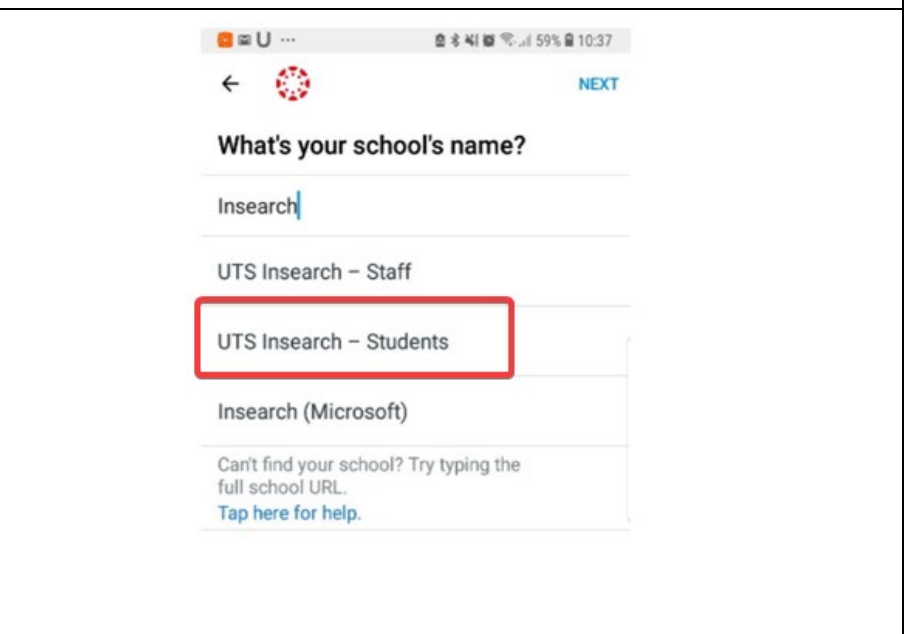 U ... 59% 10:37
NEXT
What's your school's name?
Insearch
UTS Insearch – Staff
UTS Insearch – Students
Insearch (Microsoft)
Can't find your school? Try typing the
full school URL.
Tap here for help.